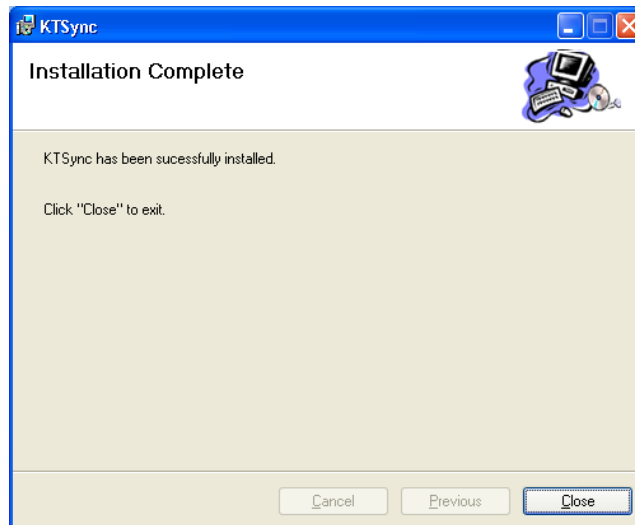 KTSync
Installation Complete
KTSync has been sucessfully installed.
Click "Close" to exit.
Cancel
Previous
Close